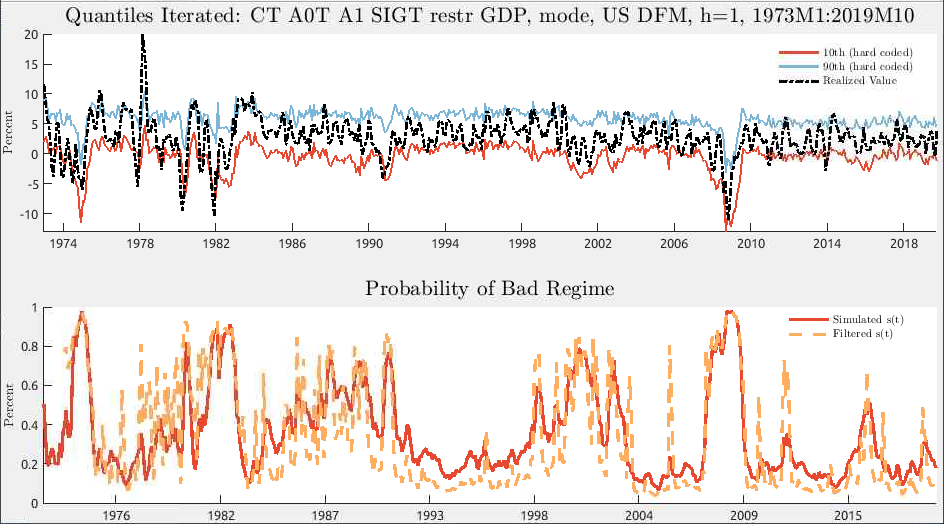 Quantiles Iterated: CT A0T A1 SIGT restr GDP, mode, US DFM, h=1, 1973M1:2019M10
20
15
10
5
0
-5
-10
Percent
10th (hard coded)
90th (hard coded)
Realized Value
1974 1978 1982 1986 1990 1994 1998 2002 2006 2010 2014 2018
Probability of Bad Regime
1
0.8
0.6
0.4
0.2
0
Percent
Simulated s(t)
Filtered s(t)
1976 1982 1987 1993 1998 2004 2009 2015